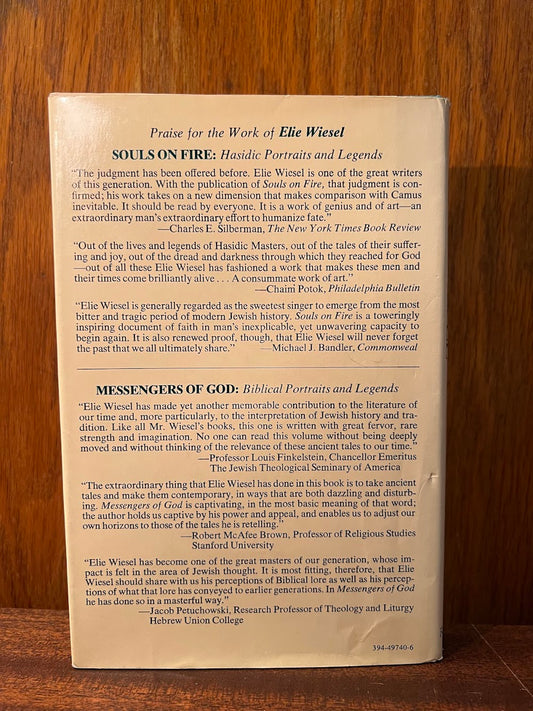 Praise for the Work of Elie Wiesel
SOULS ON FIRE: Hasidic Portraits and Legends
“The judgment has been offered before. Elie Wiesel is one of the great writers
of this generation. With the publication of Souls on Fire, that judgment is con-
firmed; his work takes on a new dimension that makes comparison with Camus
inevitable. It should be read by everyone. It is a work of genius and of art—an
extraordinary man's extraordinary effort to humanize fate.”
—Charles E. Silberman, The New York Times Book Review
“Out of the lives and legends of Hasidic Masters, out of the tales of their suffer-
ing and joy, out of the dread and darkness through which they reached for God
—out of all these Elie Wiesel has fashioned a work that makes these men and
their times come brilliantly alive . . . A consummate work of art.”
—Chaim Potok, Philadelphia Bulletin
“Elie Wiesel is generally regarded as the sweetest singer to emerge from the most
bitter and tragic period of modern Jewish history. Souls on Fire is a toweringly
inspiring document of faith in man's inexplicable, yet unwavering capacity to
begin again. It is also renewed proof, though, that Elie Wiesel will never forget
the past that we all ultimately share.” —Michael J. Bandler, Commonweal
MESSENGERS OF GOD: Biblical Portraits and Legends
“Elie Wiesel has made yet another memorable contribution to the literature of
our time and, more particularly, to the interpretation of Jewish history and tra-
dition. Like all Mr. Wiesel's books, this one is written with great fervor, rare
strength and imagination. No one can read this volume without being deeply
moved and without thinking of the relevance of these ancient tales to our time.”
—Professor Louis Finkelstein, Chancellor Emeritus
The Jewish Theological Seminary of America
“The extraordinary thing that Elie Wiesel has done in this book is to take ancient
tales and make them contemporary, in ways that are both dazzling and disturb-
ing. Messengers of God is captivating, in the most basic meaning of that word;
the author holds us captive by his power and appeal, and enables us to adjust our
own horizons to those of the tales he is retelling.”
—Robert McAfee Brown, Professor of Religious Studies
Stanford University
“Elie Wiesel has become one of the great masters of our generation, whose im-
pact is felt in the area of Jewish thought. It is most fitting, therefore, that Elie
Wiesel should share with us his perceptions of Biblical lore as well as his percep-
tions of what that lore has conveyed to earlier generations. In Messengers of God
he has done so in a masterful way.”
—Jacob Petuchowski, Research Professor of Theology and Liturgy
Hebrew Union College
394-49740-6